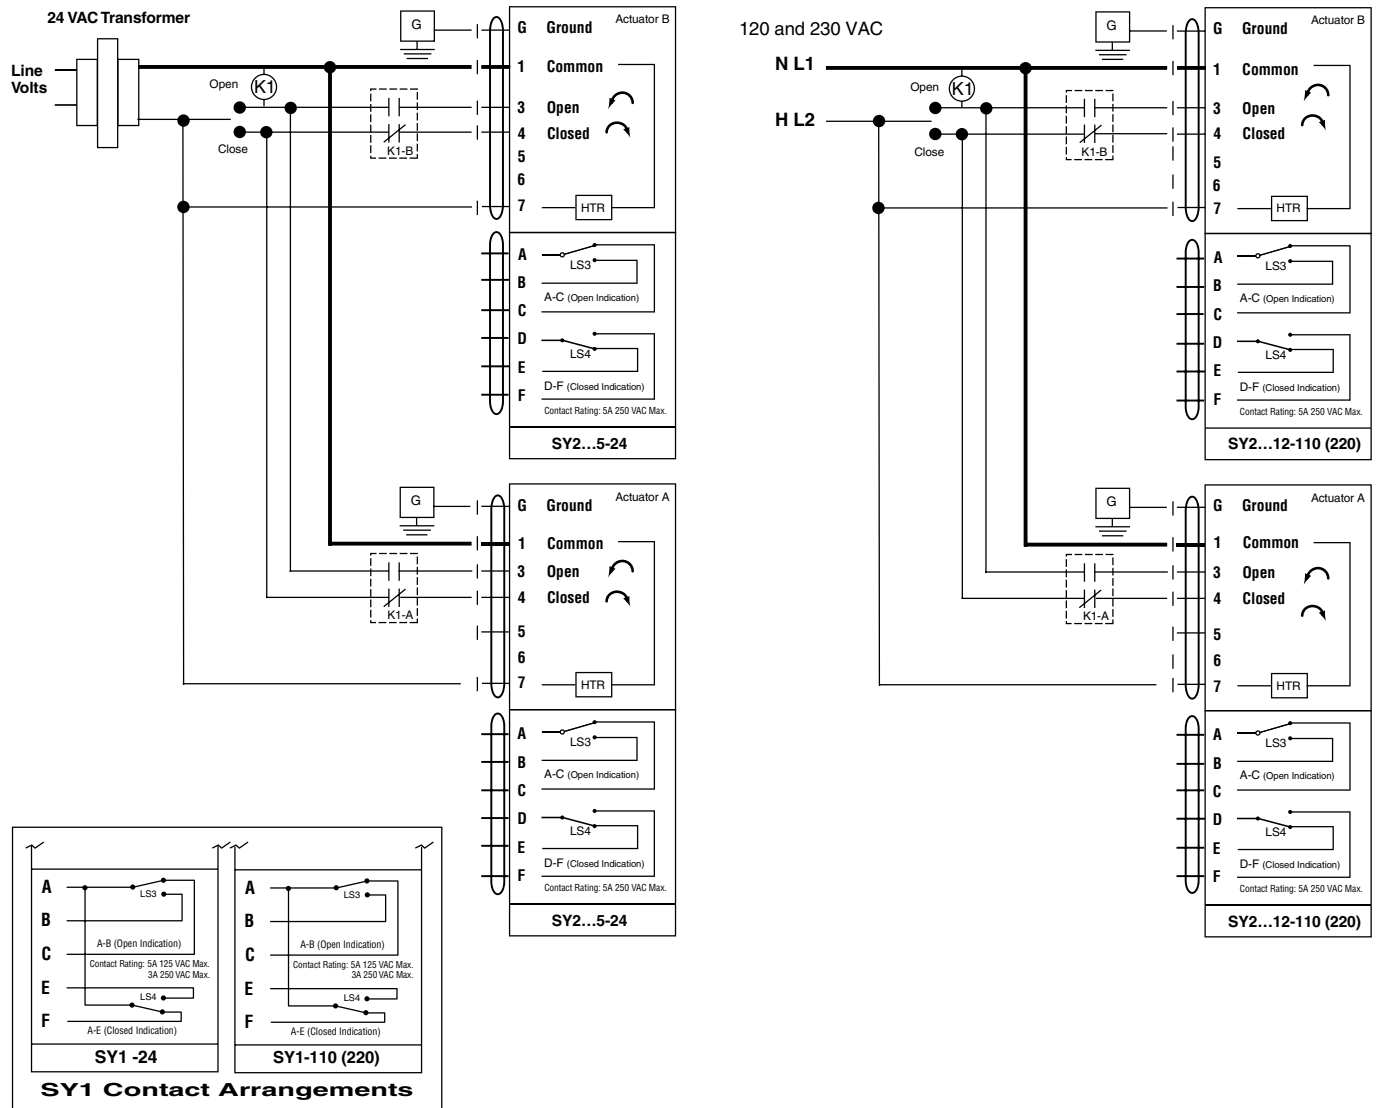 24 VAC Transformer
Line
Volts
Open
K1
Close
K1-B
G
G Ground
Actuator B
1 Common
3 Open
4 Closed
5
6
7
HTR
A
LS3
B
A-C (Open Indication)
C
D
LS4
E
D-F (Closed Indication)
F
Contact Rating: 5A 250 VAC Max.
SY2...5-24
G
G Ground
Actuator A
1 Common
3 Open
4 Closed
K1-A
5
6
7
HTR
A
LS3
B
A-C (Open Indication)
C
D
LS4
E
D-F (Closed Indication)
F
Contact Rating: 5A 250 VAC Max.
SY2...5-24
120 and 230 VAC
N L1
H L2
Open
K1
Close
K1-B
G
G Ground
Actuator B
1 Common
3 Open
4 Closed
5
6
7
HTR
A
LS3
B
A-C (Open Indication)
C
D
LS4
E
D-F (Closed Indication)
F
Contact Rating: 5A 250 VAC Max.
SY2...12-110 (220)
G
G Ground
Actuator A
1 Common
3 Open
4 Closed
K1-A
5
6
7
HTR
A
LS3
B
A-C (Open Indication)
C
D
LS4
E
D-F (Closed Indication)
F
Contact Rating: 5A 250 VAC Max.
SY2...12-110 (220)
A
LS3
B
A-B (Open Indication)
C
Contact Rating: 5A 125 VAC Max.
3A 250 VAC Max.
E
LS4
F
A-E (Closed Indication)
SY1 -24
A
LS3
B
A-B (Open Indication)
C
Contact Rating: 5A 125 VAC Max.
3A 250 VAC Max.
E
LS4
F
A-E (Closed Indication)
SY1-110 (220)
SY1 Contact Arrangements